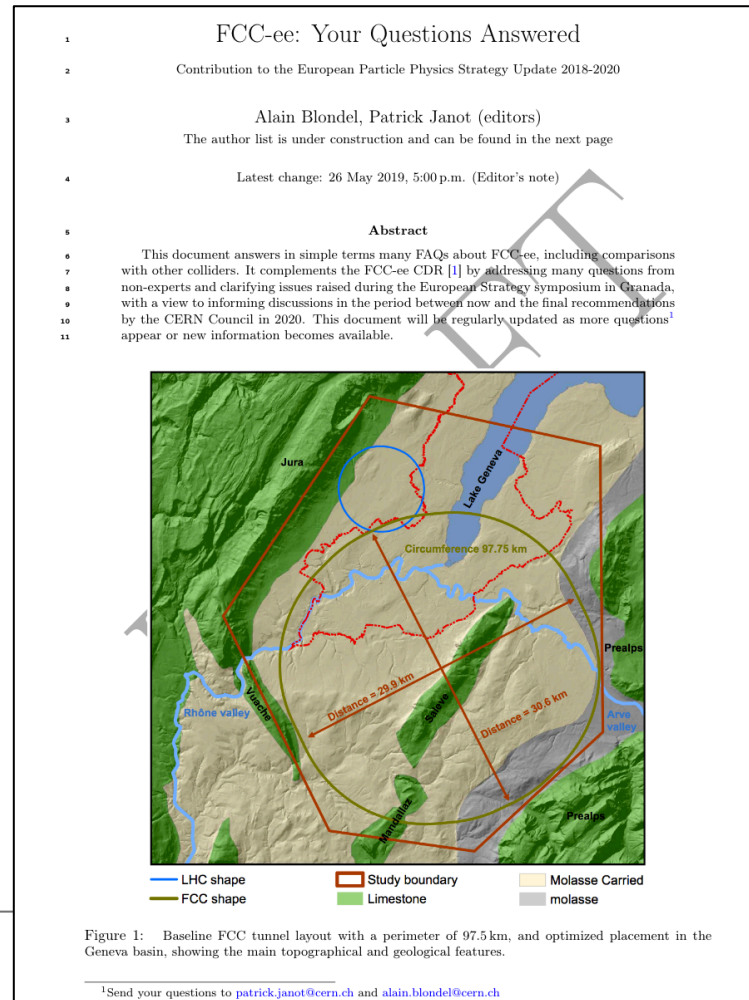 1 FCC-ee: Your Questions Answered
2 Contribution to the European Particle Physics Strategy Update 2018-2020
3 Alain Blondel, Patrick Janot (editors)
The author list is under construction and can be found in the next page
4 Latest change: 26 May 2019, 5:00 p.m. (Editor's note)
5 Abstract
6 This document answers in simple terms many FAQs about FCC-ee, including comparisons
7 with other colliders. It complements the FCC-ee CDR [1] by addressing many questions from
8 non-experts and clarifying issues raised during the European Strategy symposium in Granada,
9 with a view to informing discussions in the period between now and the final recommendations
10 by the CERN Council in 2020. This document will be regularly updated as more questions1
11 appear or new information becomes available.
Jura
Lake Geneva
Circumference 97.75 km
Prealps
Distance = 29.9 km
Salève
Distance = 30.6 km
Vuache
Rhône valley
Arve
valley
Mandallaz
Prealps
LHC shape Study boundary Molasse Carried
FCC shape Limestone molasse
Figure 1: Baseline FCC tunnel layout with a perimeter of 97.5 km, and optimized placement in the
Geneva basin, showing the main topographical and geological features.
1Send your questions to patrick.janot@cern.ch and alain.blondel@cern.ch